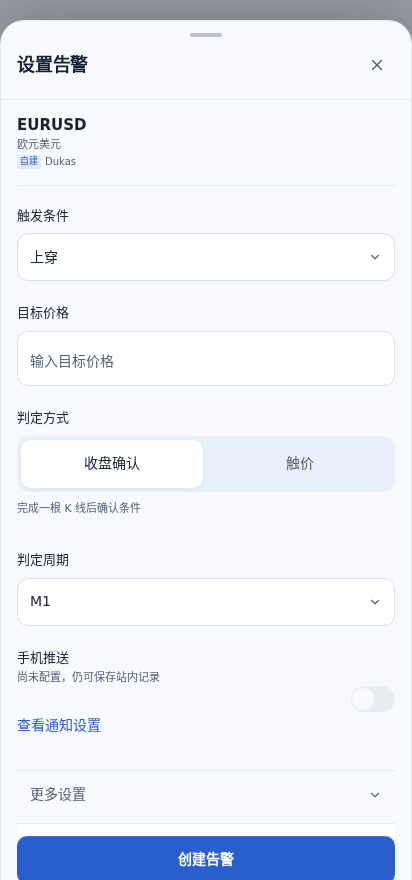 设置告警
EURUSD
欧元美元
自建 Dukas
触发条件
上穿
目标价格
输入目标价格
判定方式
收盘确认 触价
完成一根 K 线后确认条件
判定周期
M1
手机推送
尚未配置，仍可保存站内记录
查看通知设置
更多设置
创建告警